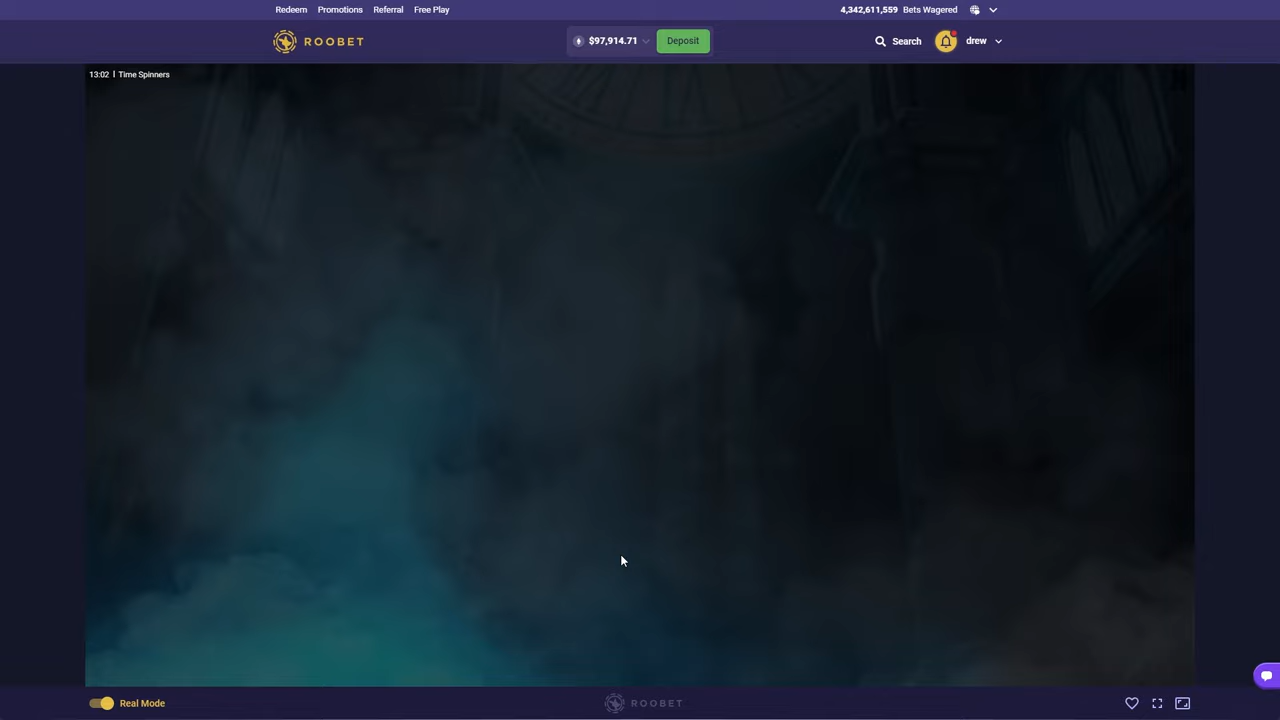 Redeem Promotions Referral Free Play 4,342,611,559 Bets Wagered
ROOBET $97,914.71 Deposit Search drew
13:02 | Time Spinners
Real Mode ROOBET